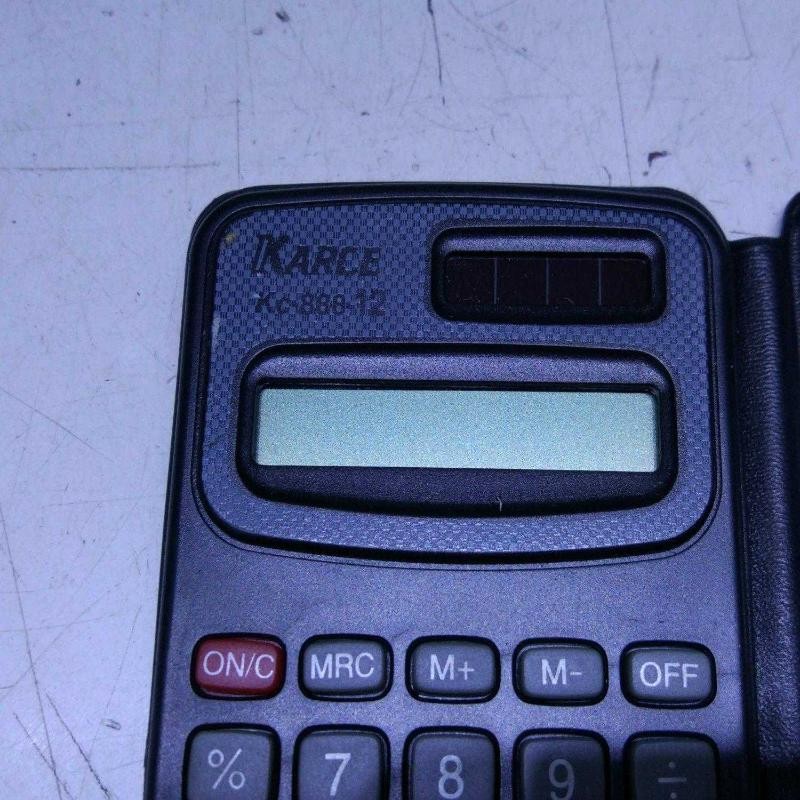 KARCE
Kc-888-12
ON/C MRC M+ M- OFF
% 7 8 9 ÷